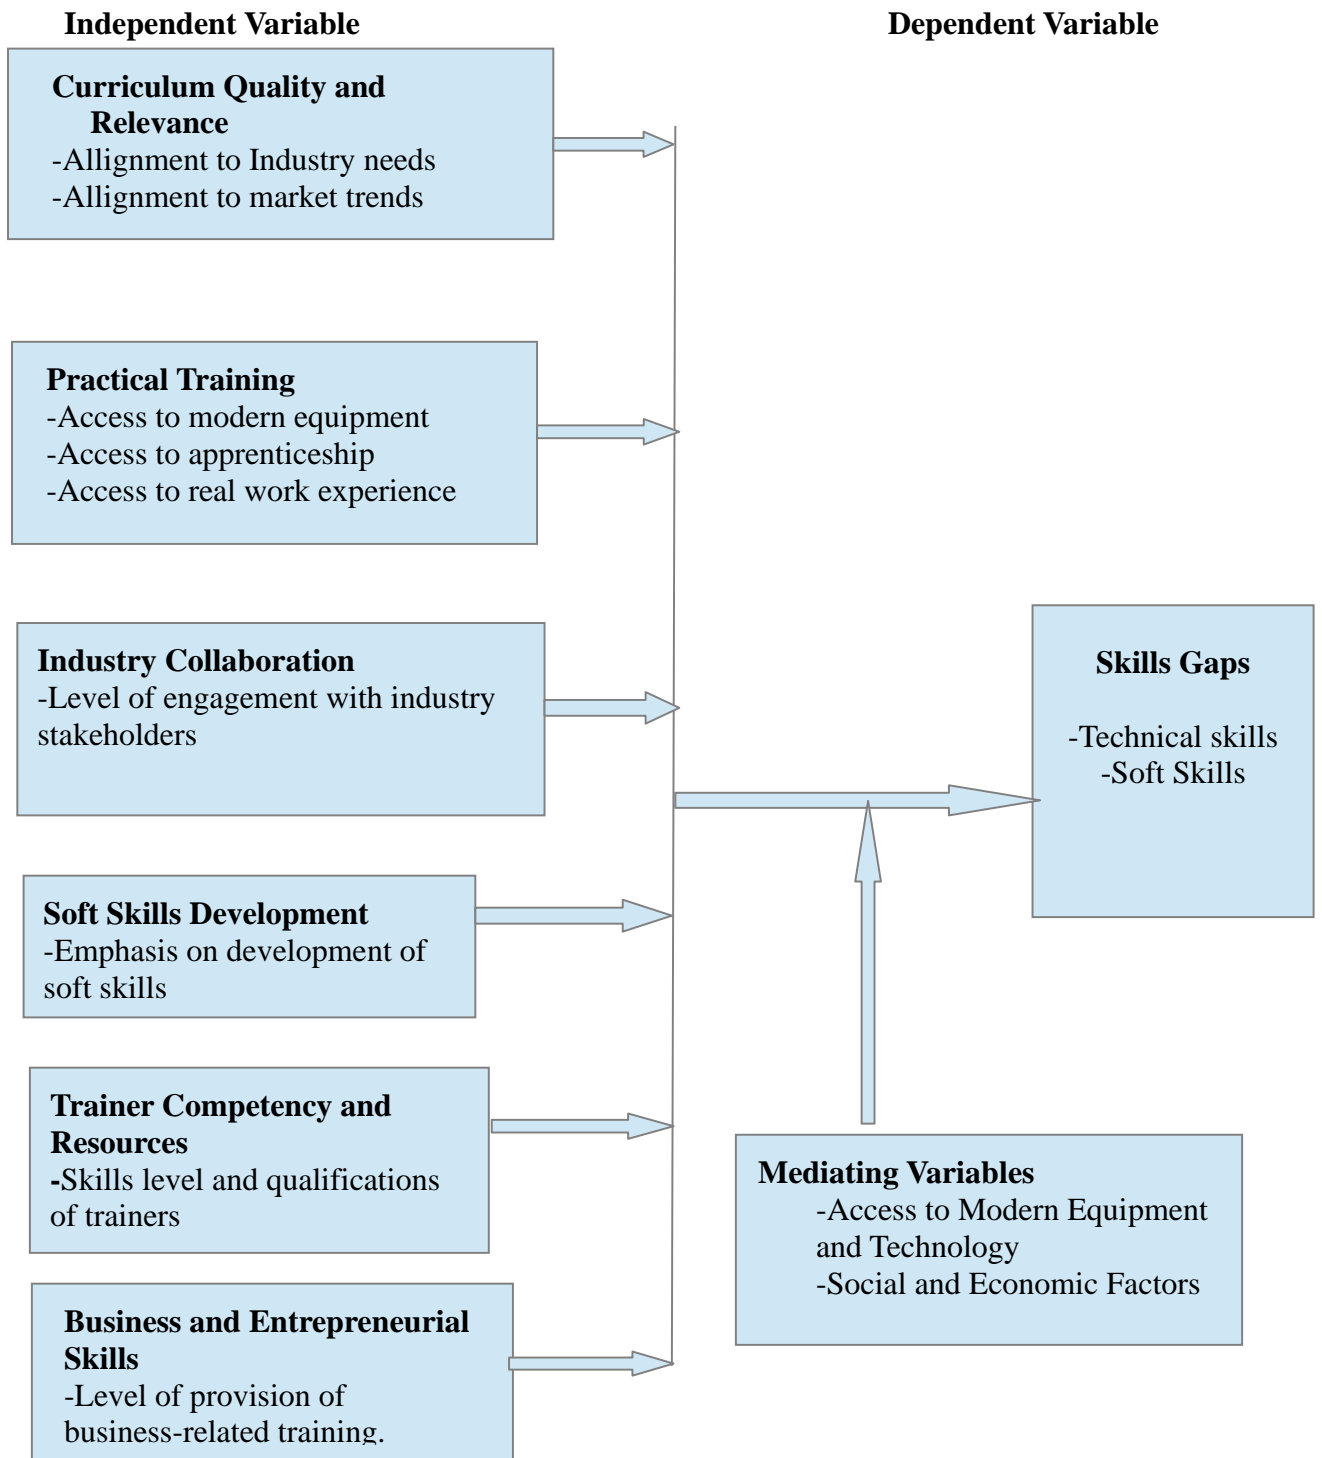 Independent Variable
Dependent Variable
Curriculum Quality and
Relevance
-Allignment to Industry needs
-Allignment to market trends
Practical Training
-Access to modern equipment
-Access to apprenticeship
-Access to real work experience
Industry Collaboration
-Level of engagement with industry
stakeholders
Skills Gaps
-Technical skills
-Soft Skills
Soft Skills Development
-Emphasis on development of
soft skills
Trainer Competency and
Resources
-Skills level and qualifications
of trainers
Mediating Variables
-Access to Modern Equipment
and Technology
-Social and Economic Factors
Business and Entrepreneurial
Skills
-Level of provision of
business-related training.